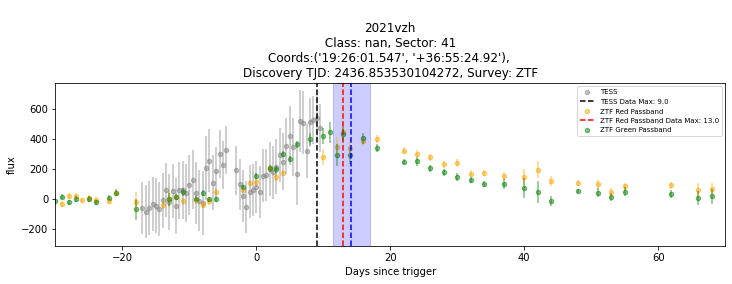 2021vzh
Class: nan, Sector: 41
Coords:('19:26:01.547', '+36:55:24.92'),
Discovery TJD: 2436.853530104272, Survey: ZTF
TESS
TESS Data Max: 9.0
ZTF Red Passband
ZTF Red Passband Data Max: 13.0
ZTF Green Passband
flux
600
400
200
0
−200
−20
0
20
40
60
Days since trigger